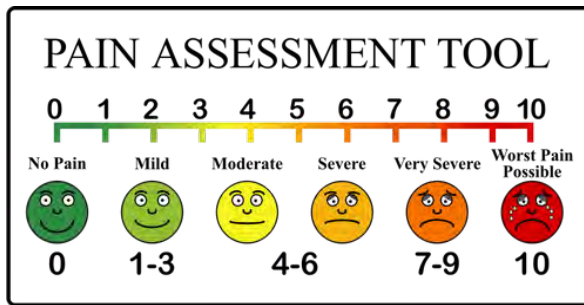 PAIN ASSESSMENT TOOL
0 1 2 3 4 5 6 7 8 9 10
No Pain Mild Moderate Severe Very Severe Worst Pain
Possible
0 1-3 4-6 7-9 10